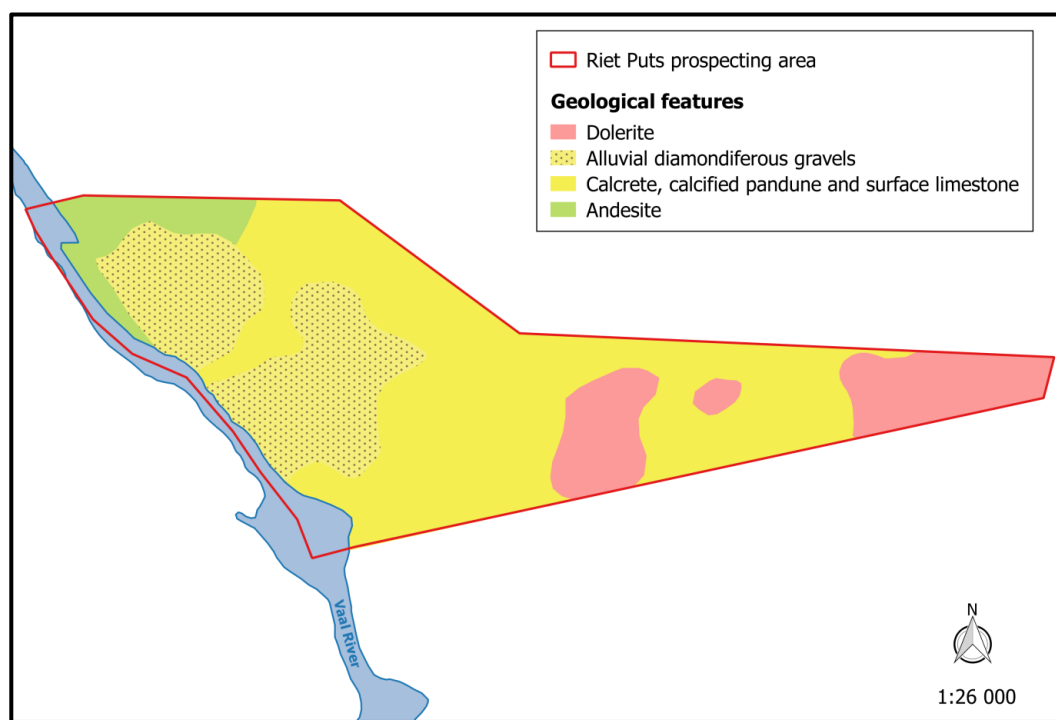 Riet Puts prospecting area
Geological features
Dolerite
Alluvial diamondiferous gravels
Calcrete, calcified pandune and surface limestone
Andesite
Vaal River
N
1:26 000